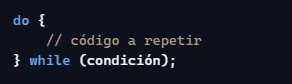 do {
    // código a repetir
} while (condición);